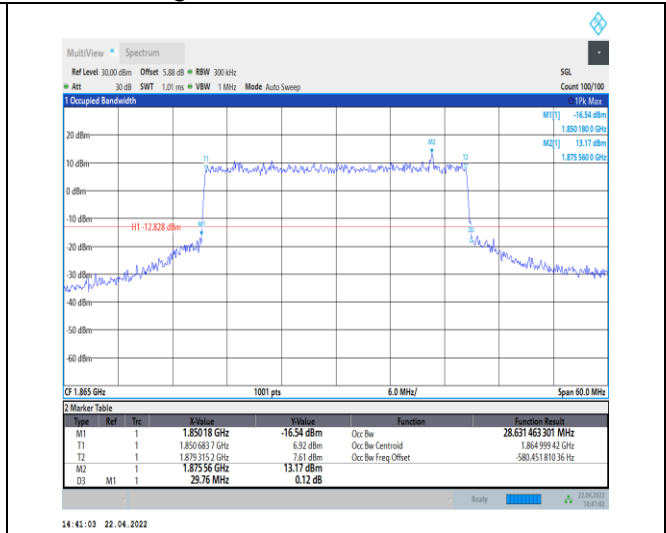 MultiView Spectrum
Ref Level 30.00 dBm Offset 5.88 dB RBW 300 kHz SGL
Att 30 dB SWT 1.01 ms VBW 1 MHz Mode Auto Sweep Count 100/100
1 Occupied Bandwidth 1Pk Max
M1[1] -16.54 dBm
1.850 180 0 GHz
M2[1] 13.17 dBm
1.875 560 0 GHz
20 dBm
M2
T1
T2
10 dBm
0 dBm
-10 dBm
H1 -12.828 dBm
M1
D3
-20 dBm
-30 dBm
-40 dBm
-50 dBm
-60 dBm
CF 1.865 GHz 1001 pts 6.0 MHz/ Span 60.0 MHz
2 Marker Table
Type Ref Trc X-Value Y-Value Function Function Result
M1 1 1.85018 GHz -16.54 dBm Occ Bw 28.631 463 301 MHz
T1 1 1.850 683 7 GHz 6.92 dBm Occ Bw Centroid 1.864 999 42 GHz
T2 1 1.879 315 2 GHz 7.61 dBm Occ Bw Freq Offset -580.451 810 36 Hz
M2 1 1.875 56 GHz 13.17 dBm
D3 M1 1 29.76 MHz 0.12 dB
Ready 22.04.2022
14:41:02
14:41:03 22.04.2022